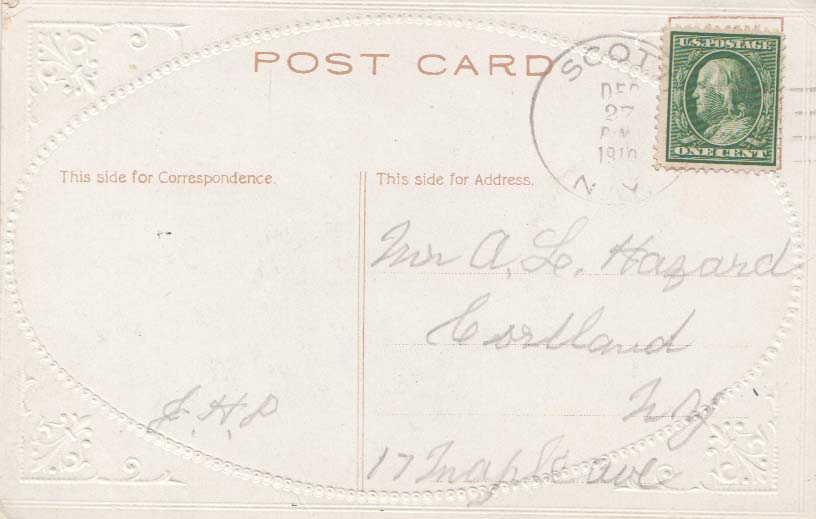 POST CARD
SCOT
DEC
27
1910
N Y
U.S. POSTAGE
ONE CENT
This side for Correspondence.
This side for Address.
Mr A. L. Hazard
Cortland
N Y
17 Maple ave
J. H. P